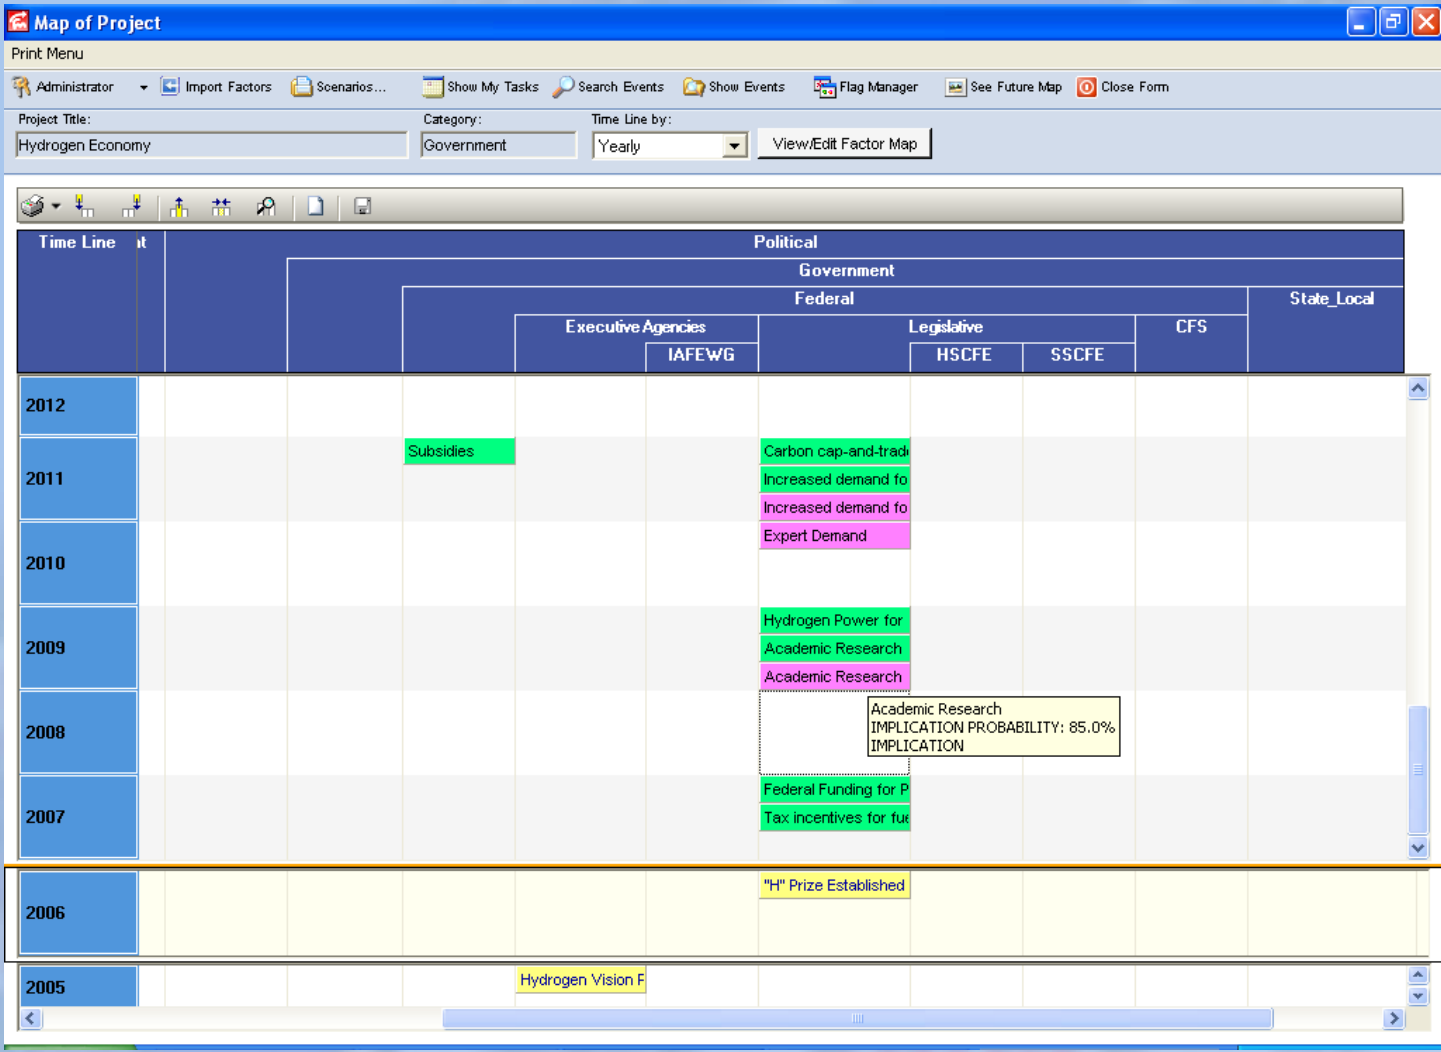 Map of Project
Print Menu
Administrator Import Factors Scenarios... Show My Tasks Search Events Show Events Flag Manager See Future Map Close Form
Project Title: Category: Time Line by:
Hydrogen Economy Government Yearly View/Edit Factor Map
Time Line Political
Government
Federal State_Local
Executive Agencies Legislative CFS
IAFEWG HSCFE SSCFE
2012
Subsidies Carbon cap-and-trad
2011 Increased demand fo
Increased demand fo
Expert Demand
2010
Hydrogen Power for
2009 Academic Research
Academic Research
Academic Research
2008 IMPLICATION PROBABILITY: 85.0%
IMPLICATION
Federal Funding for P
2007 Tax incentives for fue
"H" Prize Established
2006
2005 Hydrogen Vision